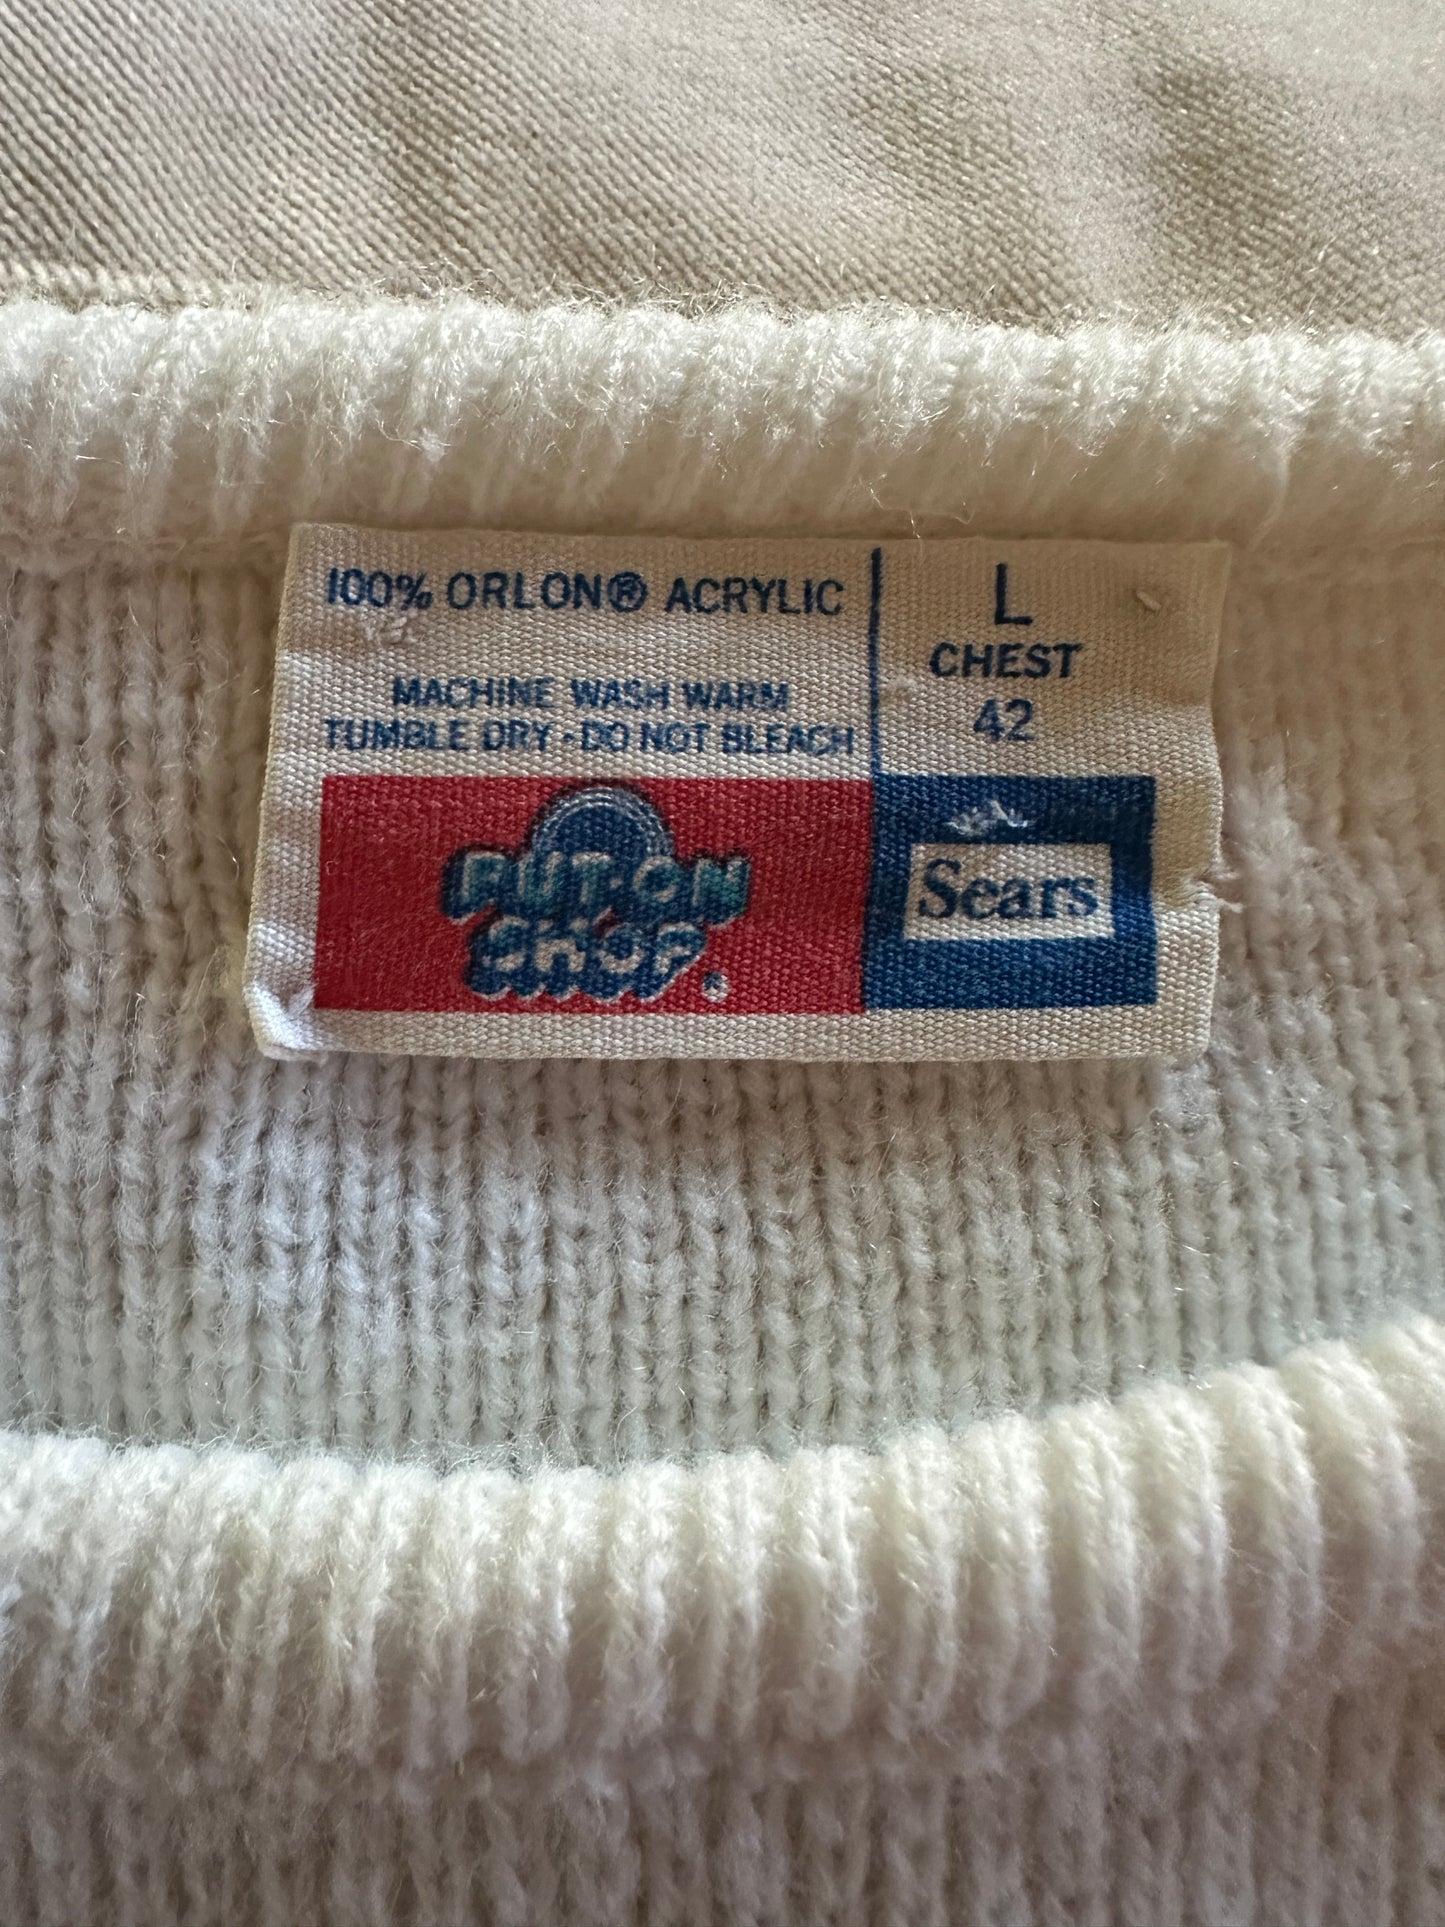 100% ORLON® ACRYLIC
MACHINE WASH WARM
TUMBLE DRY - DO NOT BLEACH
L
CHEST
42
PUT-ON
SHOP®
Sears